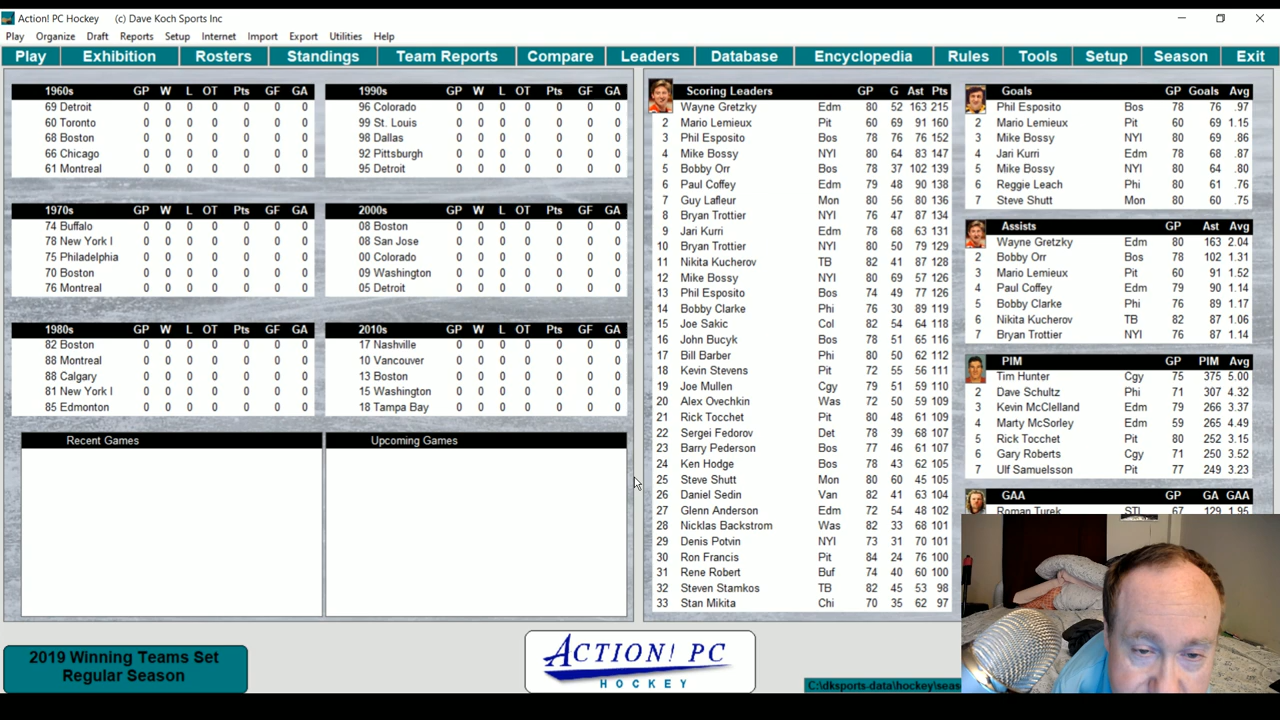 Action! PC Hockey (c) Dave Koch Sports Inc
Play Organize Draft Reports Setup Internet Import Export Utilities Help
Play Exhibition Rosters Standings Team Reports Compare Leaders Database Encyclopedia Rules Tools Setup Season Exit
1960s GP W L OT Pts GF GA
69 Detroit 0 0 0 0 0 0 0
60 Toronto 0 0 0 0 0 0 0
68 Boston 0 0 0 0 0 0 0
66 Chicago 0 0 0 0 0 0 0
61 Montreal 0 0 0 0 0 0 0
1990s GP W L OT Pts GF GA
96 Colorado 0 0 0 0 0 0 0
99 St. Louis 0 0 0 0 0 0 0
98 Dallas 0 0 0 0 0 0 0
92 Pittsburgh 0 0 0 0 0 0 0
95 Detroit 0 0 0 0 0 0 0
1970s GP W L OT Pts GF GA
74 Buffalo 0 0 0 0 0 0 0
78 New York I 0 0 0 0 0 0 0
75 Philadelphia 0 0 0 0 0 0 0
70 Boston 0 0 0 0 0 0 0
76 Montreal 0 0 0 0 0 0 0
2000s GP W L OT Pts GF GA
08 Boston 0 0 0 0 0 0 0
08 San Jose 0 0 0 0 0 0 0
00 Colorado 0 0 0 0 0 0 0
09 Washington 0 0 0 0 0 0 0
05 Detroit 0 0 0 0 0 0 0
1980s GP W L OT Pts GF GA
82 Boston 0 0 0 0 0 0 0
88 Montreal 0 0 0 0 0 0 0
88 Calgary 0 0 0 0 0 0 0
81 New York I 0 0 0 0 0 0 0
85 Edmonton 0 0 0 0 0 0 0
2010s GP W L OT Pts GF GA
17 Nashville 0 0 0 0 0 0 0
10 Vancouver 0 0 0 0 0 0 0
13 Boston 0 0 0 0 0 0 0
15 Washington 0 0 0 0 0 0 0
18 Tampa Bay 0 0 0 0 0 0 0
Recent Games
Upcoming Games
Scoring Leaders GP G Ast Pts
Wayne Gretzky Edm 80 52 163 215
2 Mario Lemieux Pit 60 69 91 160
3 Phil Esposito Bos 78 76 76 152
4 Mike Bossy NYI 80 64 83 147
5 Bobby Orr Bos 78 37 102 139
6 Paul Coffey Edm 79 48 90 138
7 Guy Lafleur Mon 80 56 80 136
8 Bryan Trottier NYI 76 47 87 134
9 Jari Kurri Edm 78 68 63 131
10 Bryan Trottier NYI 80 50 79 129
11 Nikita Kucherov TB 82 41 87 128
12 Mike Bossy NYI 80 69 57 126
13 Phil Esposito Bos 74 49 77 126
14 Bobby Clarke Phi 76 30 89 119
15 Joe Sakic Col 82 54 64 118
16 John Bucyk Bos 78 51 65 116
17 Bill Barber Phi 80 50 62 112
18 Kevin Stevens Pit 72 55 56 111
19 Joe Mullen Cgy 79 51 59 110
20 Alex Ovechkin Was 72 50 59 109
21 Rick Tocchet Pit 80 48 61 109
22 Sergei Fedorov Det 78 39 68 107
23 Barry Pederson Bos 77 46 61 107
24 Ken Hodge Bos 78 43 62 105
25 Steve Shutt Mon 80 60 45 105
26 Daniel Sedin Van 82 41 63 104
27 Glenn Anderson Edm 72 54 48 102
28 Nicklas Backstrom Was 82 33 68 101
29 Denis Potvin NYI 73 31 70 101
30 Ron Francis Pit 84 24 76 100
31 Rene Robert Buf 74 40 60 100
32 Steven Stamkos TB 82 45 53 98
33 Stan Mikita Chi 70 35 62 97
Goals GP Goals Avg
Phil Esposito Bos 78 76 .97
2 Mario Lemieux Pit 60 69 1.15
3 Mike Bossy NYI 80 69 .86
4 Jari Kurri Edm 78 68 .87
5 Mike Bossy NYI 80 64 .80
6 Reggie Leach Phi 80 61 .76
7 Steve Shutt Mon 80 60 .75
Assists GP Ast Avg
Wayne Gretzky Edm 80 163 2.04
2 Bobby Orr Bos 78 102 1.31
3 Mario Lemieux Pit 60 91 1.52
4 Paul Coffey Edm 79 90 1.14
5 Bobby Clarke Phi 76 89 1.17
6 Nikita Kucherov TB 82 87 1.06
7 Bryan Trottier NYI 76 87 1.14
PIM GP PIM Avg
Tim Hunter Cgy 75 375 5.00
2 Dave Schultz Phi 71 307 4.32
3 Kevin McClelland Edm 79 266 3.37
4 Marty McSorley Edm 59 265 4.49
5 Rick Tocchet Pit 80 252 3.15
6 Gary Roberts Cgy 71 250 3.52
7 Ulf Samuelsson Pit 77 249 3.23
GAA GP GA GAA
Roman Turek STL 67 129 1.95
2019 Winning Teams Set
Regular Season
ACTION! PC
HOCKEY
C:\dksports-data\hockey\seas